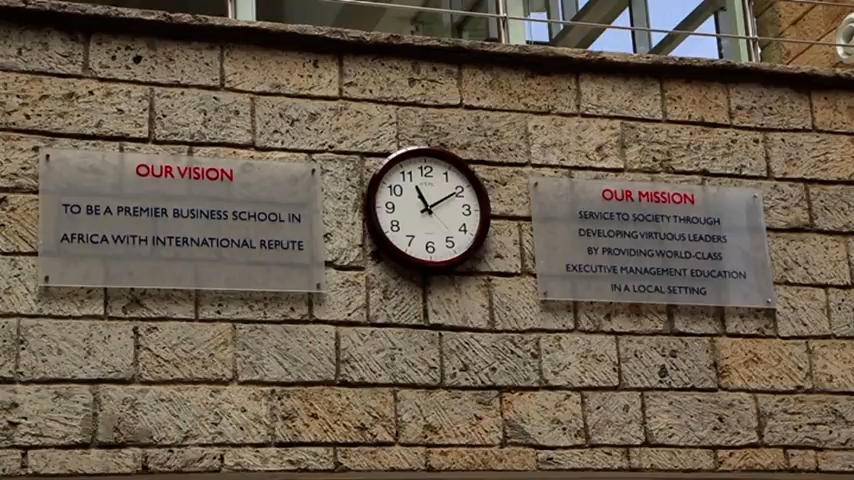 OUR VISION
TO BE A PREMIER BUSINESS SCHOOL IN
AFRICA WITH INTERNATIONAL REPUTE
12
1
2
3
4
5
6
7
8
9
10
11
OUR MISSION
SERVICE TO SOCIETY THROUGH
DEVELOPING VIRTUOUS LEADERS
BY PROVIDING WORLD-CLASS
EXECUTIVE MANAGEMENT EDUCATION
IN A LOCAL SETTING